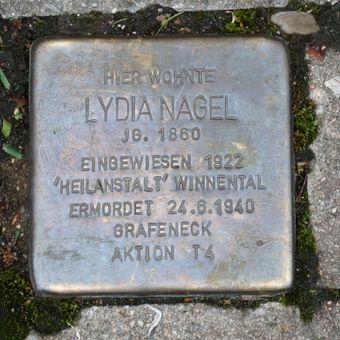 HIER WOHNTE
LYDIA NAGEL
JG. 1860
EINGEWIESEN 1922
'HEILANSTALT' WINNENTAL
ERMORDET 24.6.1940
GRAFENECK
AKTION T4